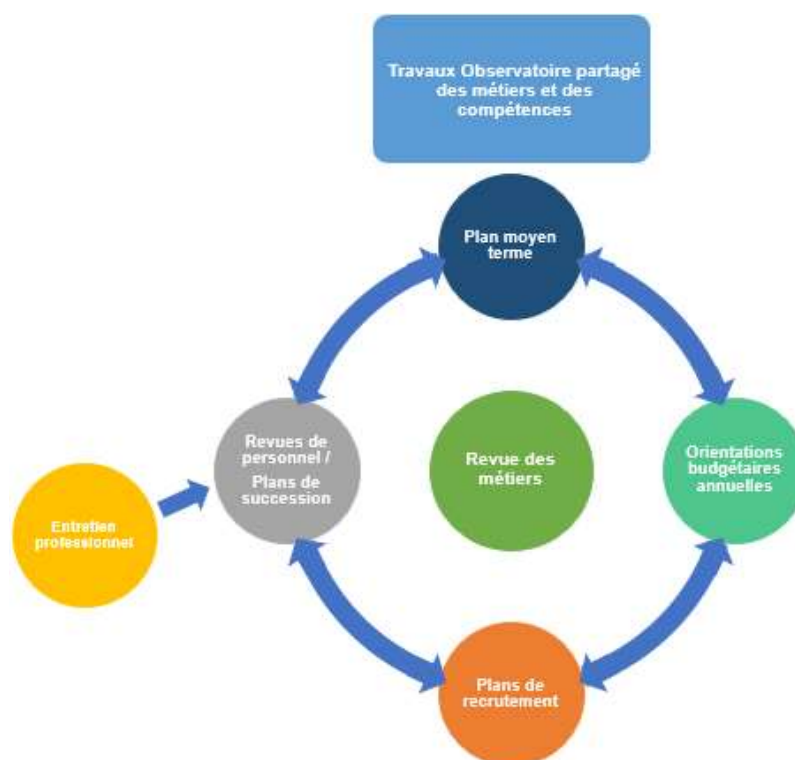 Travaux Observatoire partagé
des métiers et des
compétences
Plan moyen
terme
Revues de
personnel /
Plans de
succession
Revue des
métiers
Orientations
budgétaires
annuelles
Entretien
professionnel
Plans de
recrutement